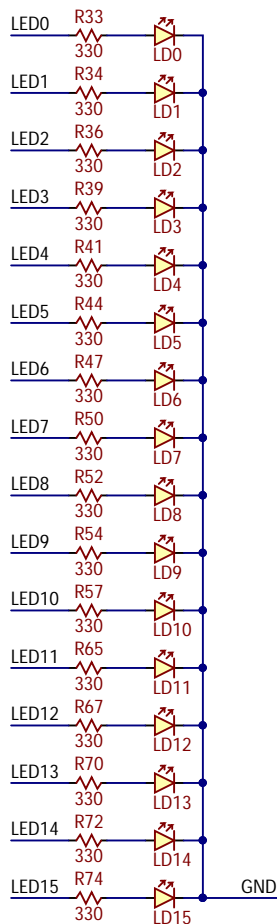 LED0 R33
330 LD0
LED1 R34
330 LD1
LED2 R36
330 LD2
LED3 R39
330 LD3
LED4 R41
330 LD4
LED5 R44
330 LD5
LED6 R47
330 LD6
LED7 R50
330 LD7
LED8 R52
330 LD8
LED9 R54
330 LD9
LED10 R57
330 LD10
LED11 R65
330 LD11
LED12 R67
330 LD12
LED13 R70
330 LD13
LED14 R72
330 LD14
LED15 R74 GND
330 LD15